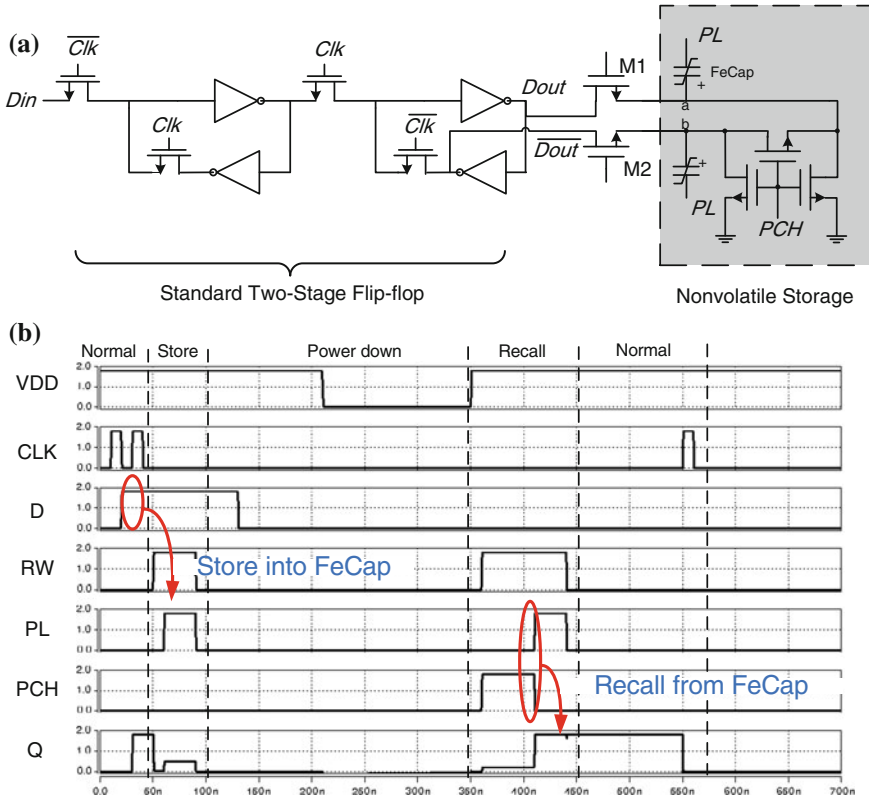 (a)
Clk
Clk
PL
M1
FeCap
+
Din
Dout
a
Clk
Clk
b
Dout
+
M2
PL
PCH
Standard Two-Stage Flip-flop
Nonvolatile Storage
(b)
Normal Store Power down Recall Normal
VDD 2.0 1.0 0.0
CLK 2.0 1.0 0.0
D 2.0 1.0 0.0
RW 2.0 1.0 0.0
Store into FeCap
PL 2.0 1.0 0.0
PCH 2.0 1.0 0.0
Recall from FeCap
Q 2.0 1.0 0.0
0.0 50n 100n 150n 200n 250n 300n 350n 400n 450n 500n 550n 600n 650n 700n